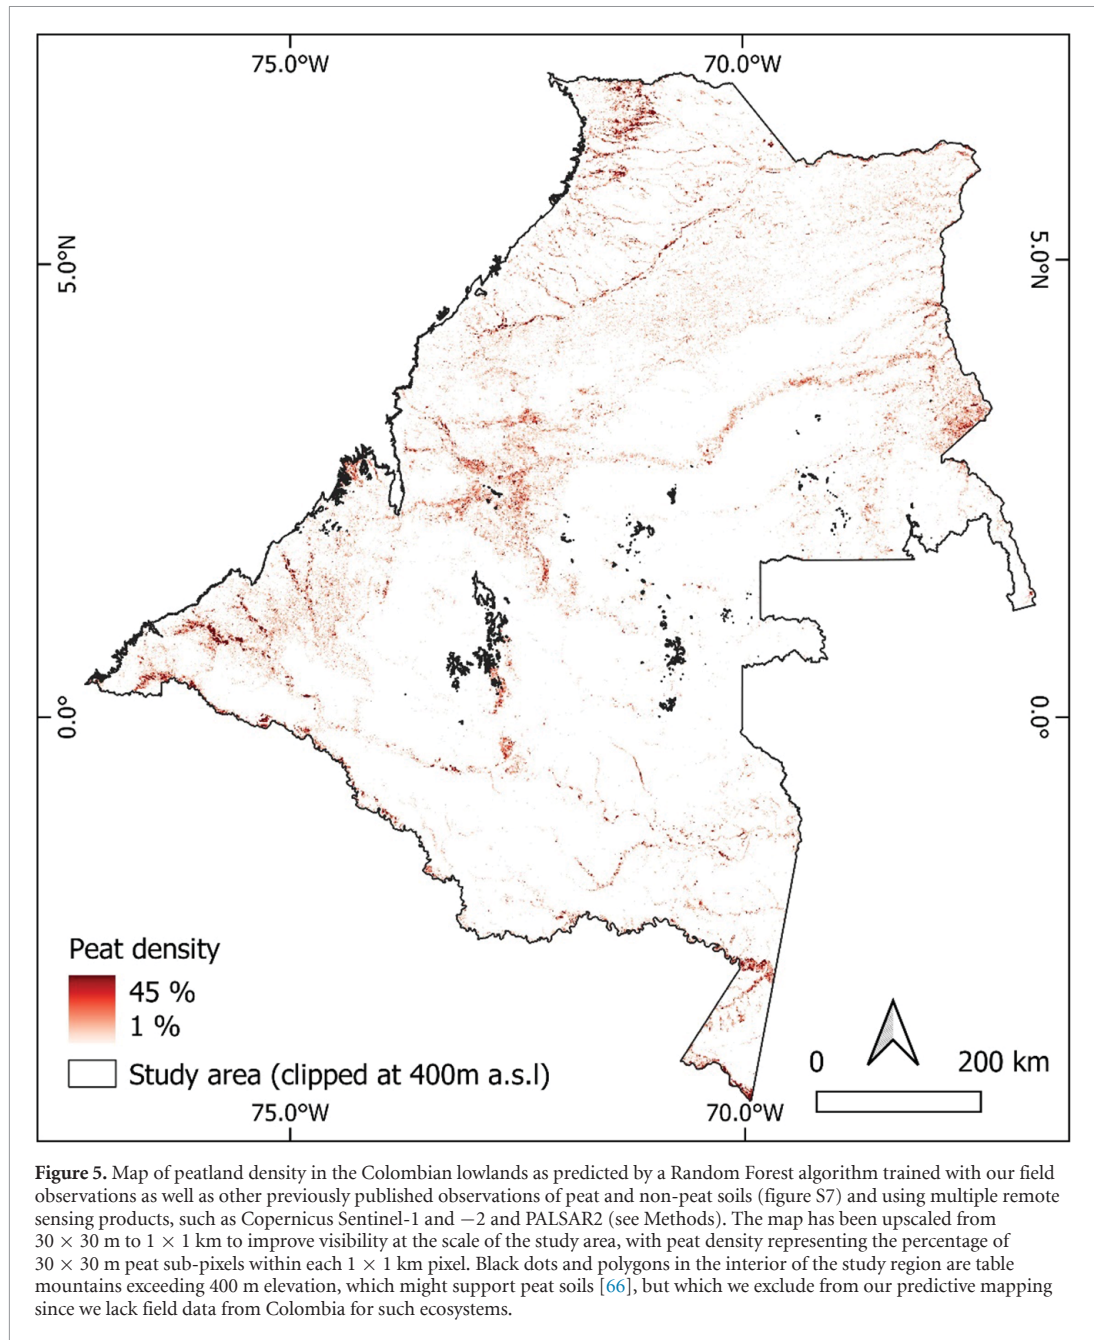 75.0°W
70.0°W
5.0°N
5.0°N
0.0°
0.0°
Peat density
45 %
1 %
Study area (clipped at 400m a.s.l)
0
200 km
75.0°W
70.0°W
Figure 5. Map of peatland density in the Colombian lowlands as predicted by a Random Forest algorithm trained with our field
observations as well as other previously published observations of peat and non-peat soils (figure S7) and using multiple remote
sensing products, such as Copernicus Sentinel-1 and −2 and PALSAR2 (see Methods). The map has been upscaled from
30 × 30 m to 1 × 1 km to improve visibility at the scale of the study area, with peat density representing the percentage of
30 × 30 m peat sub-pixels within each 1 × 1 km pixel. Black dots and polygons in the interior of the study region are table
mountains exceeding 400 m elevation, which might support peat soils [66], but which we exclude from our predictive mapping
since we lack field data from Colombia for such ecosystems.